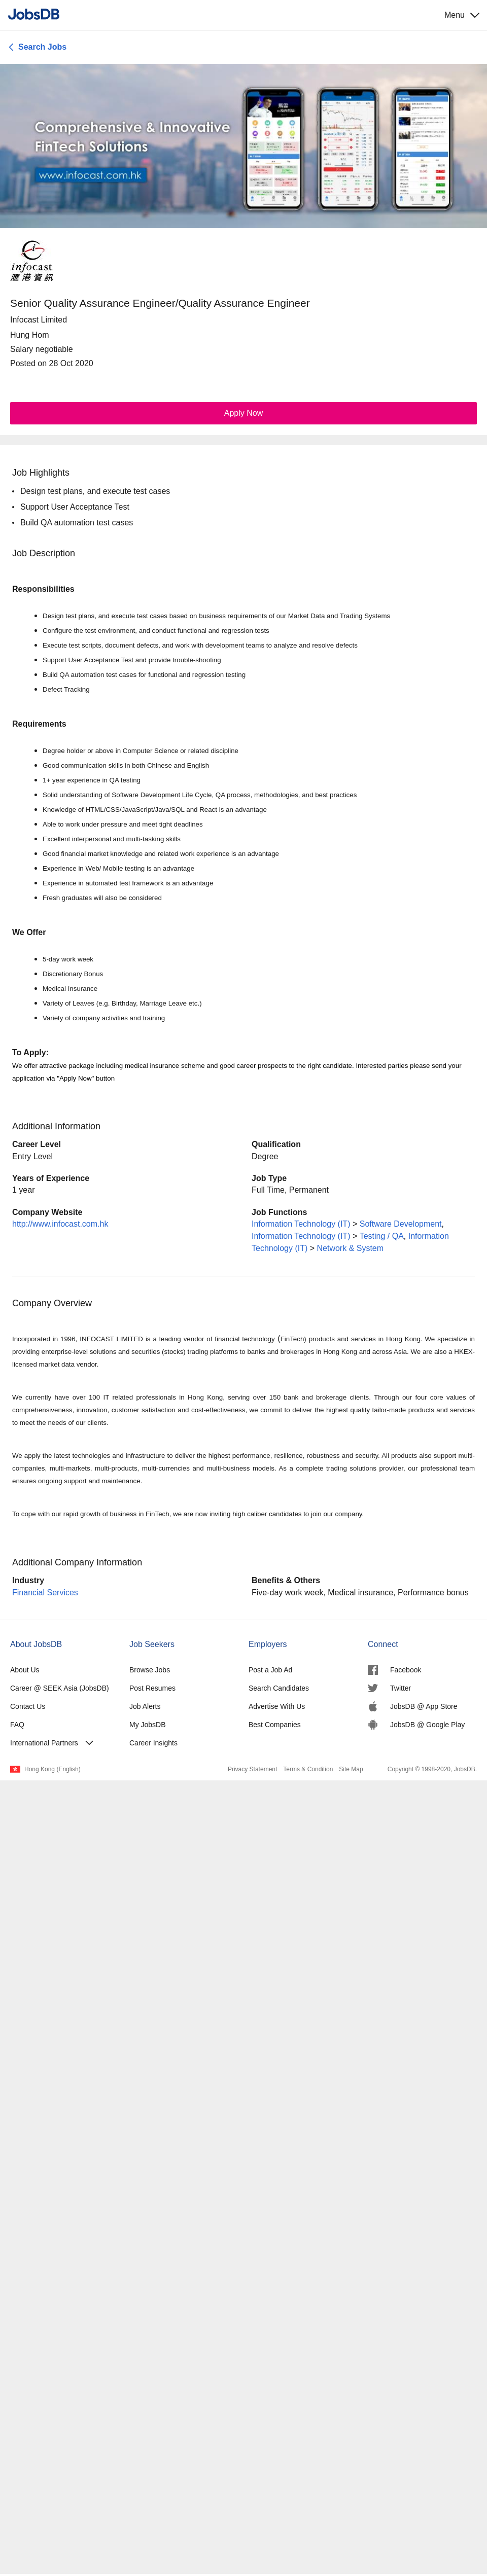 JobsDB
Menu
Search Jobs
Comprehensive & Innovative
FinTech Solutions
www.infocast.com.hk
infocast
滙港資訊
Senior Quality Assurance Engineer/Quality Assurance Engineer
Infocast Limited
Hung Hom
Salary negotiable
Posted on 28 Oct 2020
Apply Now
Job Highlights
• Design test plans, and execute test cases
• Support User Acceptance Test
• Build QA automation test cases
Job Description
Responsibilities
• Design test plans, and execute test cases based on business requirements of our Market Data and Trading Systems
• Configure the test environment, and conduct functional and regression tests
• Execute test scripts, document defects, and work with development teams to analyze and resolve defects
• Support User Acceptance Test and provide trouble-shooting
• Build QA automation test cases for functional and regression testing
• Defect Tracking
Requirements
• Degree holder or above in Computer Science or related discipline
• Good communication skills in both Chinese and English
• 1+ year experience in QA testing
• Solid understanding of Software Development Life Cycle, QA process, methodologies, and best practices
• Knowledge of HTML/CSS/JavaScript/Java/SQL and React is an advantage
• Able to work under pressure and meet tight deadlines
• Excellent interpersonal and multi-tasking skills
• Good financial market knowledge and related work experience is an advantage
• Experience in Web/ Mobile testing is an advantage
• Experience in automated test framework is an advantage
• Fresh graduates will also be considered
We Offer
• 5-day work week
• Discretionary Bonus
• Medical Insurance
• Variety of Leaves (e.g. Birthday, Marriage Leave etc.)
• Variety of company activities and training
To Apply:
We offer attractive package including medical insurance scheme and good career prospects to the right candidate. Interested parties please send your
application via "Apply Now" button
Additional Information
Career Level
Entry Level
Qualification
Degree
Years of Experience
1 year
Job Type
Full Time, Permanent
Company Website
http://www.infocast.com.hk
Job Functions
Information Technology (IT) > Software Development,
Information Technology (IT) > Testing / QA, Information
Technology (IT) > Network & System
Company Overview
Incorporated in 1996, INFOCAST LIMITED is a leading vendor of financial technology (FinTech) products and services in Hong Kong. We specialize in
providing enterprise-level solutions and securities (stocks) trading platforms to banks and brokerages in Hong Kong and across Asia. We are also a HKEX-
licensed market data vendor.
We currently have over 100 IT related professionals in Hong Kong, serving over 150 bank and brokerage clients. Through our four core values of
comprehensiveness, innovation, customer satisfaction and cost-effectiveness, we commit to deliver the highest quality tailor-made products and services
to meet the needs of our clients.
We apply the latest technologies and infrastructure to deliver the highest performance, resilience, robustness and security. All products also support multi-
companies, multi-markets, multi-products, multi-currencies and multi-business models. As a complete trading solutions provider, our professional team
ensures ongoing support and maintenance.
To cope with our rapid growth of business in FinTech, we are now inviting high caliber candidates to join our company.
Additional Company Information
Industry
Financial Services
Benefits & Others
Five-day work week, Medical insurance, Performance bonus
About JobsDB
About Us
Career @ SEEK Asia (JobsDB)
Contact Us
FAQ
International Partners
Job Seekers
Browse Jobs
Post Resumes
Job Alerts
My JobsDB
Career Insights
Employers
Post a Job Ad
Search Candidates
Advertise With Us
Best Companies
Connect
Facebook
Twitter
JobsDB @ App Store
JobsDB @ Google Play
Hong Kong (English)
Privacy Statement Terms & Condition Site Map
Copyright © 1998-2020, JobsDB.